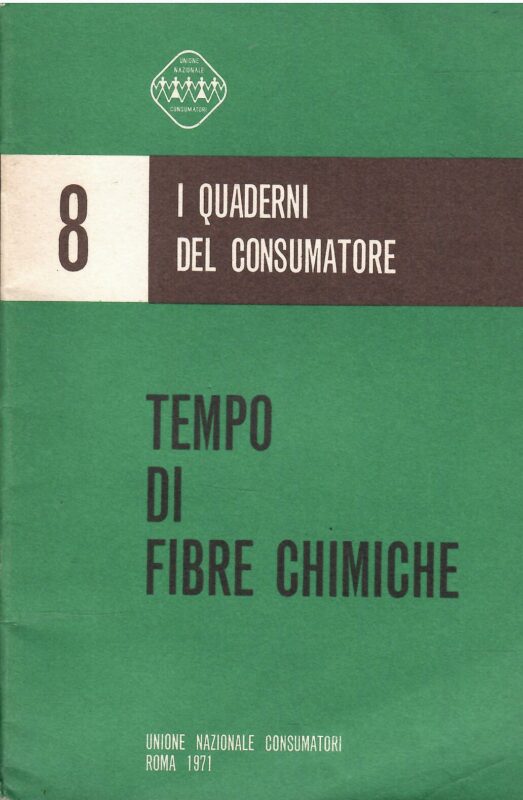 UNIONE
NAZIONALE
CONSUMATORI
8
I QUADERNI
DEL CONSUMATORE
TEMPO
DI
FIBRE CHIMICHE
UNIONE NAZIONALE CONSUMATORI
ROMA 1971